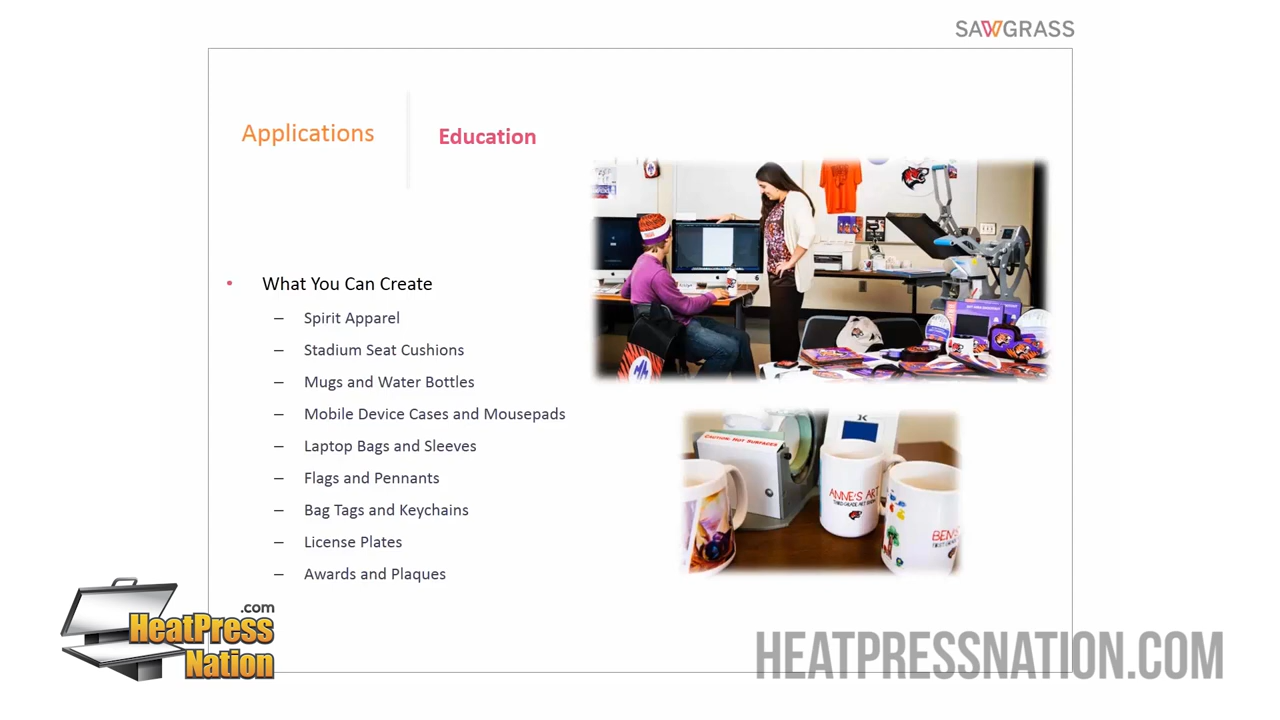 SAWGRASS
Applications
Education
• What You Can Create
– Spirit Apparel
– Stadium Seat Cushions
– Mugs and Water Bottles
– Mobile Device Cases and Mousepads
– Laptop Bags and Sleeves
– Flags and Pennants
– Bag Tags and Keychains
– License Plates
– Awards and Plaques
CAUTION: HOT SURFACES
ANNE'S ART
BEN'S
.com
HeatPress
Nation
HEATPRESSNATION.COM